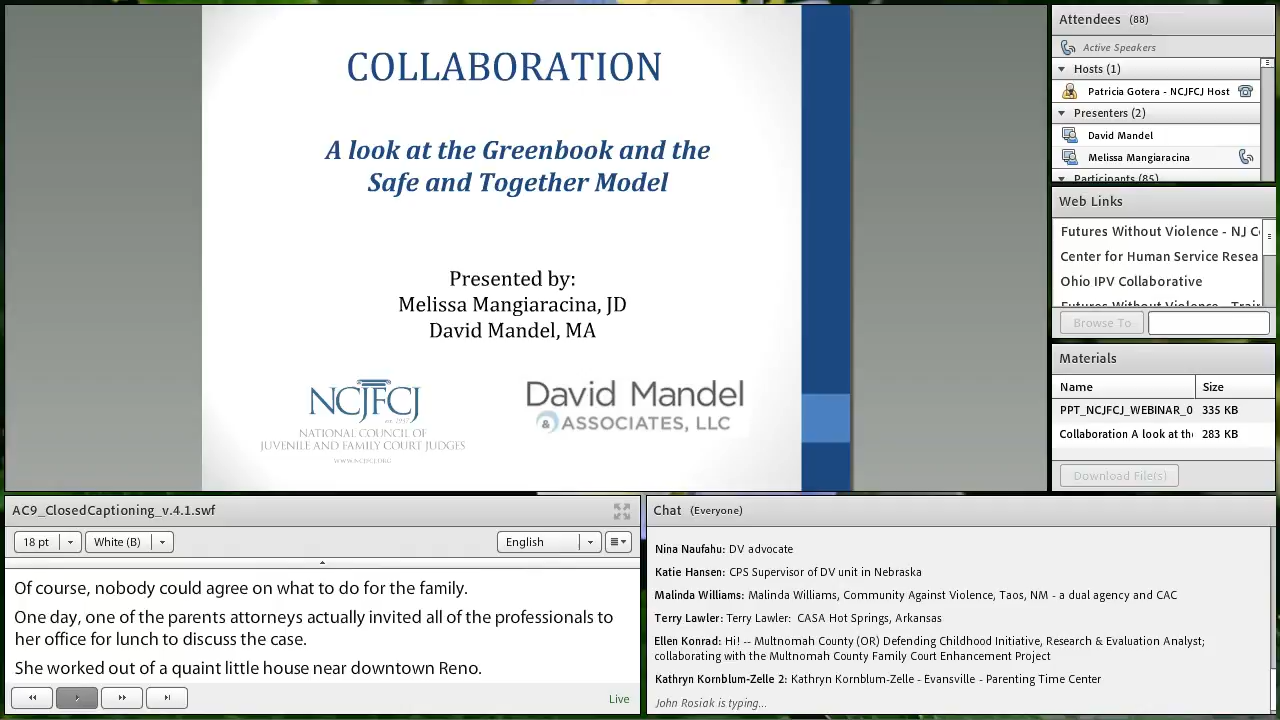 COLLABORATION
A look at the Greenbook and the
Safe and Together Model
Presented by:
Melissa Mangiaracina, JD
David Mandel, MA
NCJFCJ
est. 1937
NATIONAL COUNCIL OF
JUVENILE AND FAMILY COURT JUDGES
WWW.NCJFCJ.ORG
David Mandel
& ASSOCIATES, LLC
Attendees (88)
Active Speakers
Hosts (1)
Patricia Gotera - NCJFCJ Host
Presenters (2)
David Mandel
Melissa Mangiaracina
Participants (85)
Web Links
Futures Without Violence - NJ C
Center for Human Service Resea
Ohio IPV Collaborative
Futures Without Violence - Trai
Browse To
Materials
Name Size
PPT_NCJFCJ_WEBINAR_0 335 KB
Collaboration A look at the 283 KB
Download File(s)
AC9_ClosedCaptioning_v.4.1.swf
18 pt White (B) English
Of course, nobody could agree on what to do for the family.
One day, one of the parents attorneys actually invited all of the professionals to
her office for lunch to discuss the case.
She worked out of a quaint little house near downtown Reno.
Live
Chat (Everyone)
Nina Naufahu: DV advocate
Katie Hansen: CPS Supervisor of DV unit in Nebraska
Malinda Williams: Malinda Williams, Community Against Violence, Taos, NM - a dual agency and CAC
Terry Lawler: Terry Lawler: CASA Hot Springs, Arkansas
Ellen Konrad: Hi! -- Multnomah County (OR) Defending Childhood Initiative, Research & Evaluation Analyst;
collaborating with the Multnomah County Family Court Enhancement Project
Kathryn Kornblum-Zelle 2: Kathryn Kornblum-Zelle - Evansville - Parenting Time Center
John Rosiak is typing...